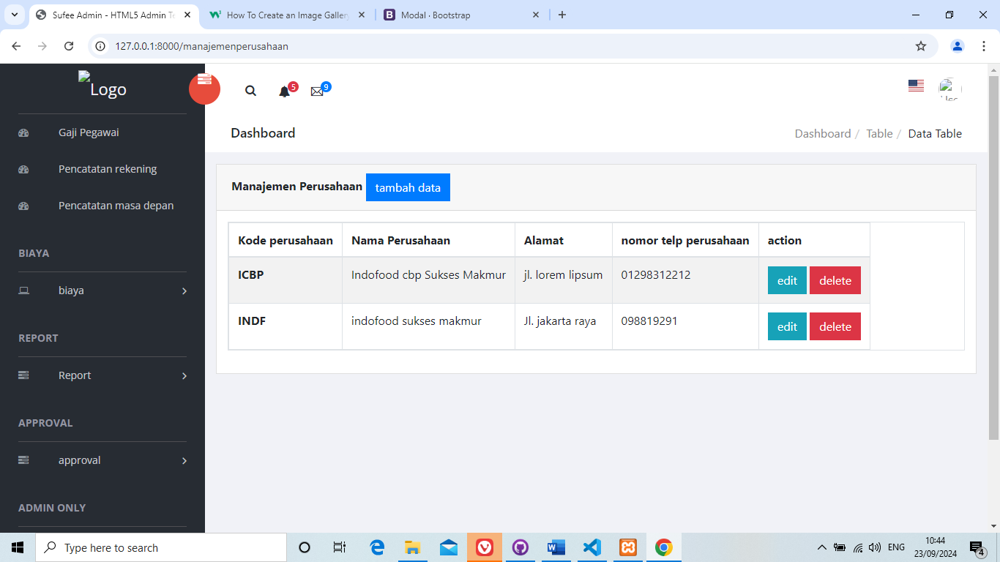 Sufee Admin - HTML5 Admin Te
How To Create an Image Gallery
Modal · Bootstrap
127.0.0.1:8000/manajemenperusahaan
Logo
5
9
Gaji Pegawai
Pencatatan rekening
Pencatatan masa depan
BIAYA
biaya
REPORT
Report
APPROVAL
approval
ADMIN ONLY
Dashboard
Dashboard / Table / Data Table
Manajemen Perusahaan tambah data
Kode perusahaan Nama Perusahaan Alamat nomor telp perusahaan action
ICBP Indofood cbp Sukses Makmur jl. lorem lipsum 01298312212 edit delete
INDF indofood sukses makmur Jl. jakarta raya 098819291 edit delete
Type here to search
ENG
10:44
23/09/2024
4